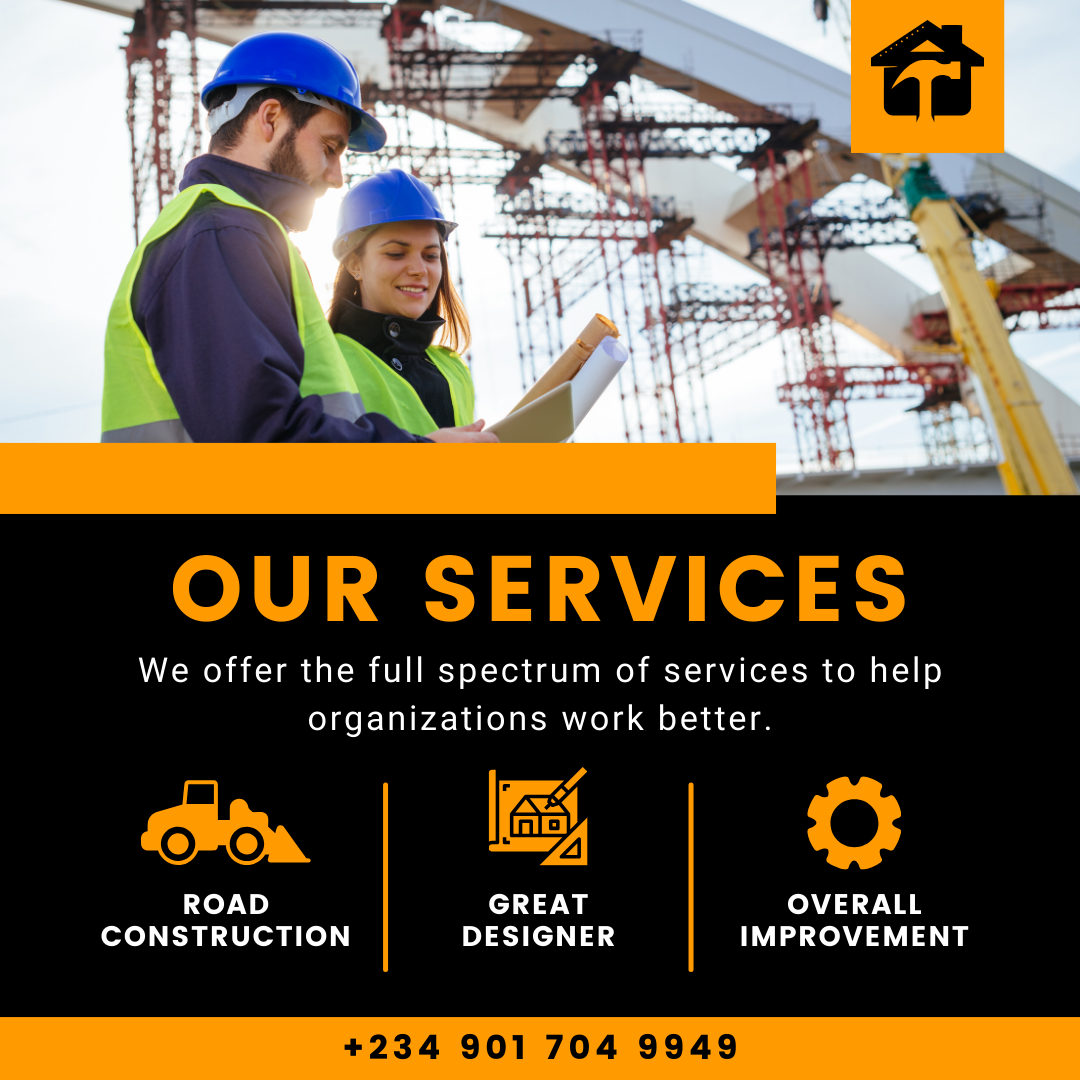 OUR SERVICES
We offer the full spectrum of services to help
organizations work better.
ROAD
CONSTRUCTION
GREAT
DESIGNER
OVERALL
IMPROVEMENT
+234 901 704 9949